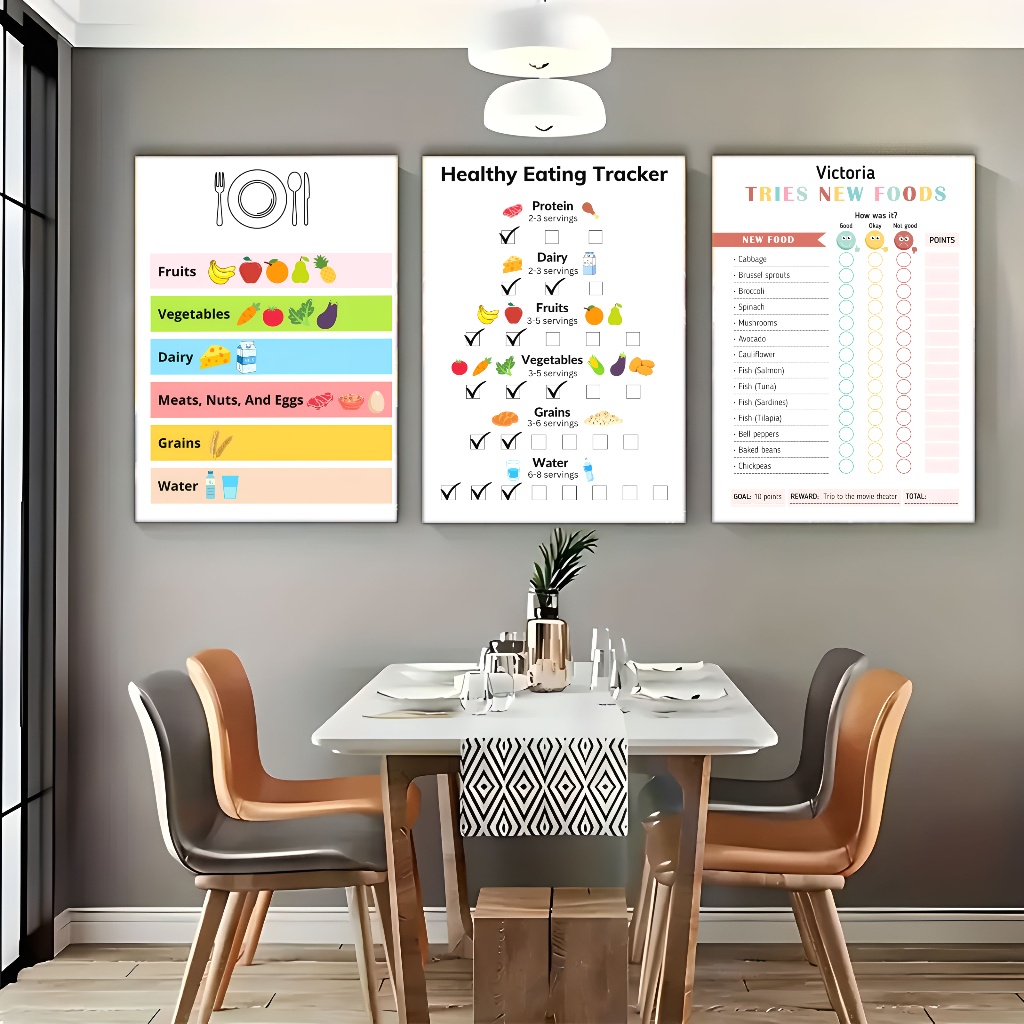 Fruits
Vegetables
Dairy
Meats, Nuts, And Eggs
Grains
Water
Healthy Eating Tracker
Protein
2-3 servings
Dairy
2-3 servings
Fruits
3-5 servings
Vegetables
3-5 servings
Grains
3-6 servings
Water
6-8 servings
Victoria
TRIES NEW FOODS
How was it?
Good Okay Not good
NEW FOOD POINTS
· Cabbage
· Brussel sprouts
· Broccoli
· Spinach
· Mushrooms
· Avocado
· Cauliflower
· Fish (Salmon)
· Fish (Tuna)
· Fish (Sardines)
· Fish (Tilapia)
· Bell peppers
· Baked beans
· Chickpeas
GOAL: 10 points REWARD: Trip to the movie theater TOTAL: